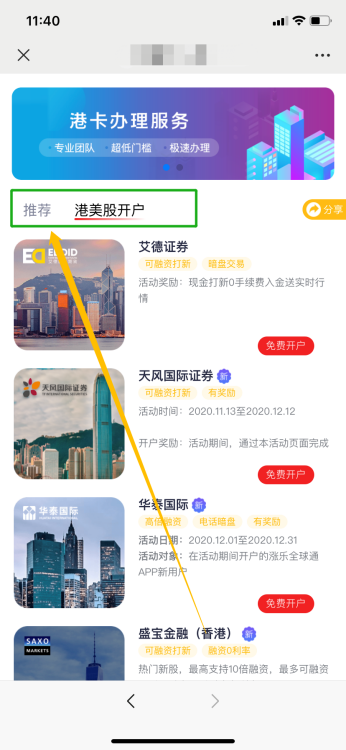 11:40
港卡办理服务
·专业团队 ·超低门槛 ·极速办理
推荐 港美股开户
分享
艾德证券
可融资打新 暗盘交易
活动奖励：现金打新0手续费入金送实时行
情
免费开户
天风国际证券
天风国际证券 新
可融资打新 有奖励
活动时间：2020.11.13至2020.12.12
开户奖励：活动期间，通过本活动页面完成
免费开户
华泰国际
华泰国际 新
高倍融资 电话暗盘 有奖励
活动日期：2020.12.01至2020.12.31
活动对象：在活动期间开户的涨乐全球通
APP新用户
免费开户
SAXO
MARKETS
盛宝金融（香港） 新
可融资打新 融资0利率
热门新股，最高支持10倍融资，最多可融资